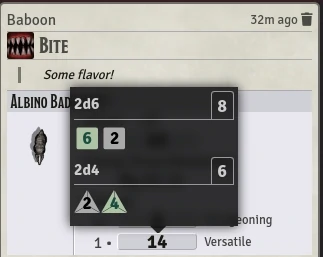 Baboon 32m ago
BITE
Some flavor!
ALBINO BAD
2d6 8
6 2
2d4 6
2 4
geoning
1 • 14 Versatile